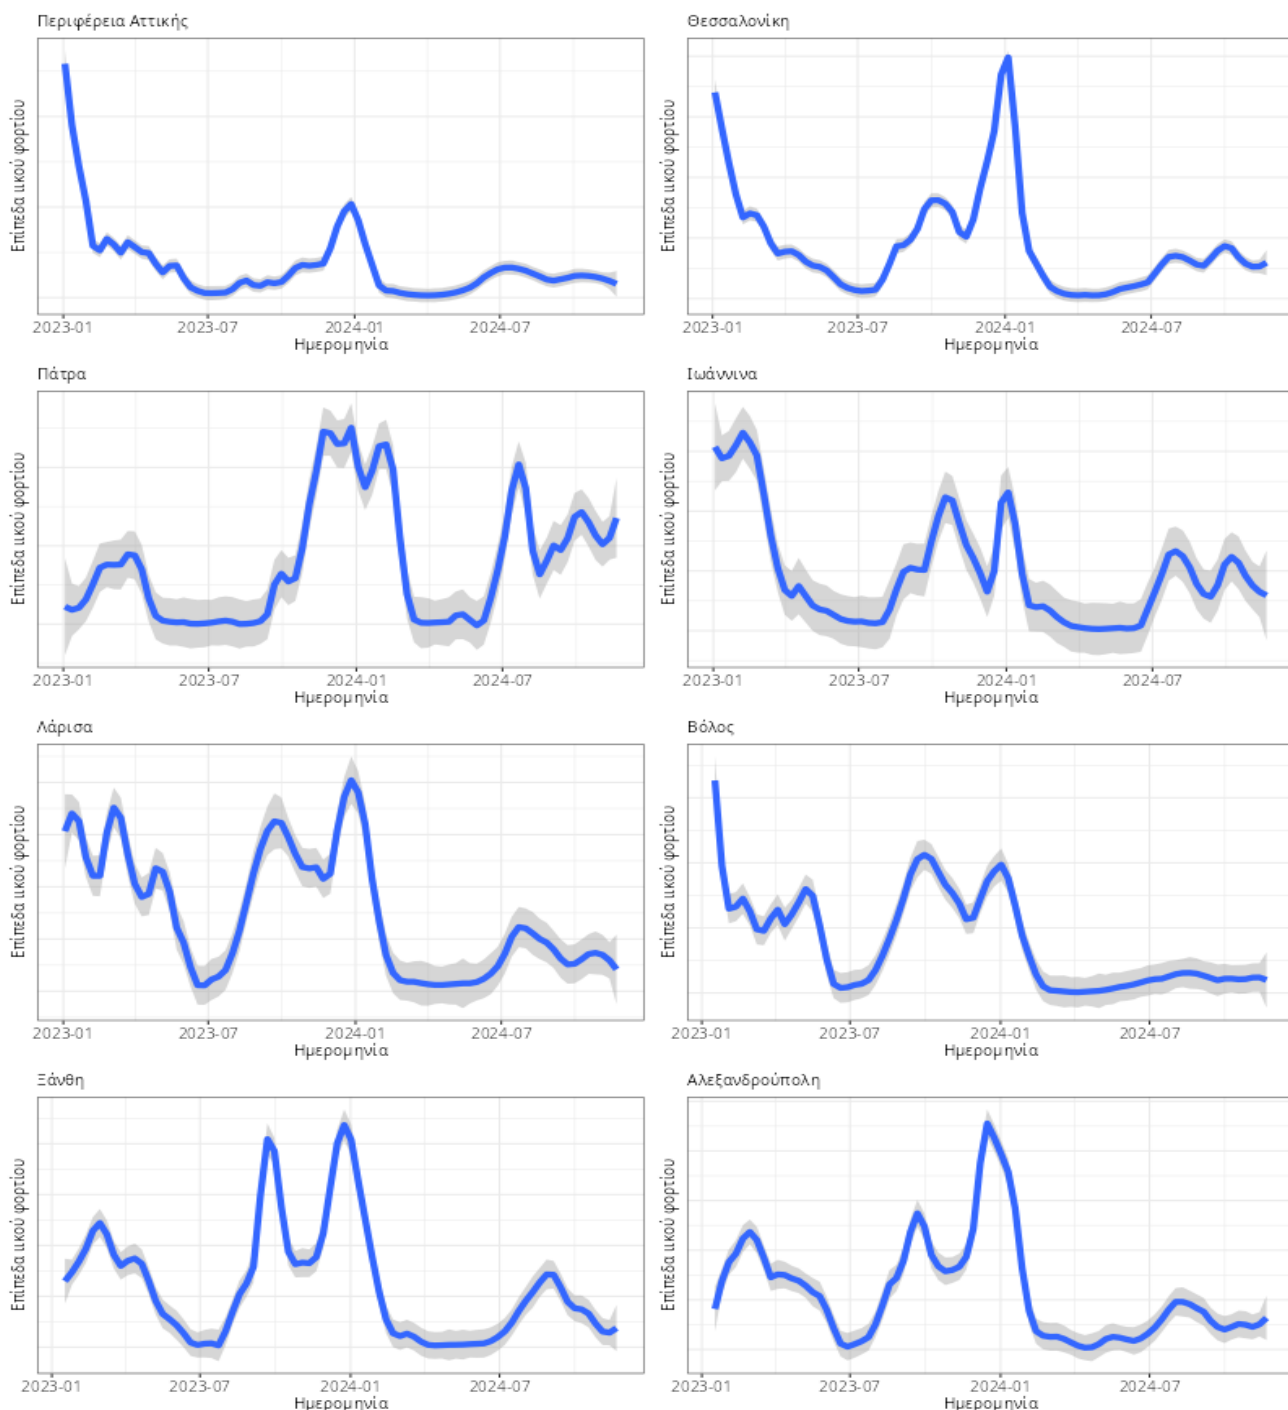 Περιφέρεια Αττικής
Επίπεδα ιικού φορτίου
2023-01 2023-07 2024-01 2024-07
Ημερομηνία
Θεσσαλονίκη
Επίπεδα ιικού φορτίου
2023-01 2023-07 2024-01 2024-07
Ημερομηνία
Πάτρα
Επίπεδα ιικού φορτίου
2023-01 2023-07 2024-01 2024-07
Ημερομηνία
Ιωάννινα
Επίπεδα ιικού φορτίου
2023-01 2023-07 2024-01 2024-07
Ημερομηνία
Λάρισα
Επίπεδα ιικού φορτίου
2023-01 2023-07 2024-01 2024-07
Ημερομηνία
Βόλος
Επίπεδα ιικού φορτίου
2023-01 2023-07 2024-01 2024-07
Ημερομηνία
Ξάνθη
Επίπεδα ιικού φορτίου
2023-01 2023-07 2024-01 2024-07
Ημερομηνία
Αλεξανδρούπολη
Επίπεδα ιικού φορτίου
2023-01 2023-07 2024-01 2024-07
Ημερομηνία